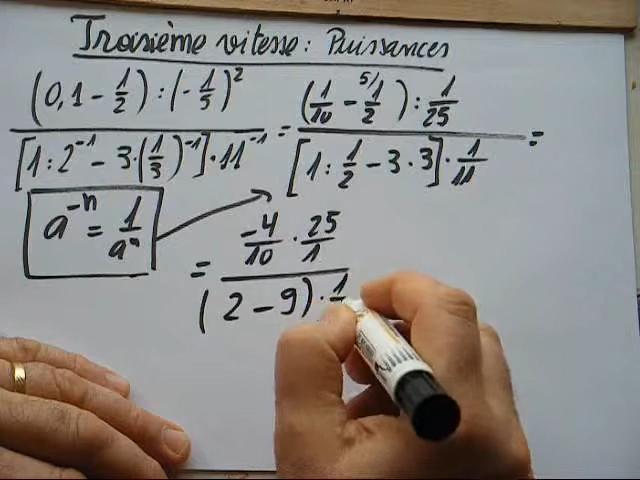 Troisième vitesse : Puissances
(0,1 - 1/2) : (-1/5)² / [1 : 2⁻¹ - 3·(1/3)⁻¹]·11⁻¹ = (1/10 - ⁵⁾1/2) : 1/25 / [1 : 1/2 - 3·3]·1/11 =
a⁻ⁿ = 1/aⁿ
= -4/10 · 25/1 / (2 - 9) · 1/